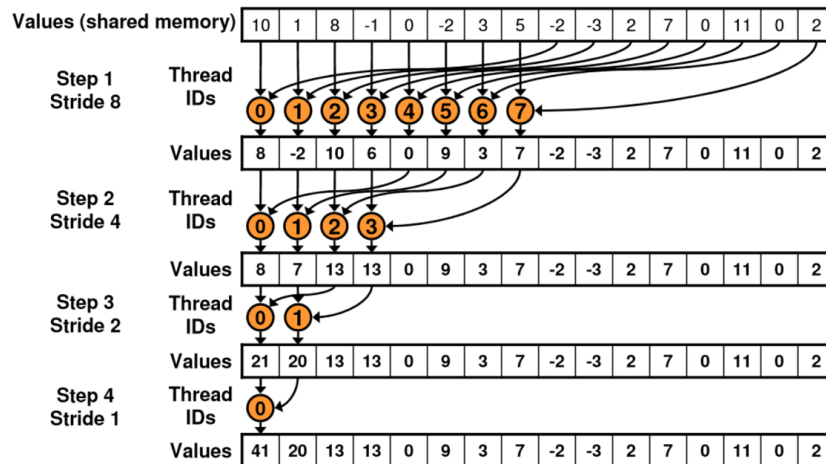 Values (shared memory) 10 1 8 -1 0 -2 3 5 -2 -3 2 7 0 11 0 2
Step 1 Thread
Stride 8 IDs
0 1 2 3 4 5 6 7
Values 8 -2 10 6 0 9 3 7 -2 -3 2 7 0 11 0 2
Step 2 Thread
Stride 4 IDs
0 1 2 3
Values 8 7 13 13 0 9 3 7 -2 -3 2 7 0 11 0 2
Step 3 Thread
Stride 2 IDs
0 1
Values 21 20 13 13 0 9 3 7 -2 -3 2 7 0 11 0 2
Step 4 Thread
Stride 1 IDs
0
Values 41 20 13 13 0 9 3 7 -2 -3 2 7 0 11 0 2